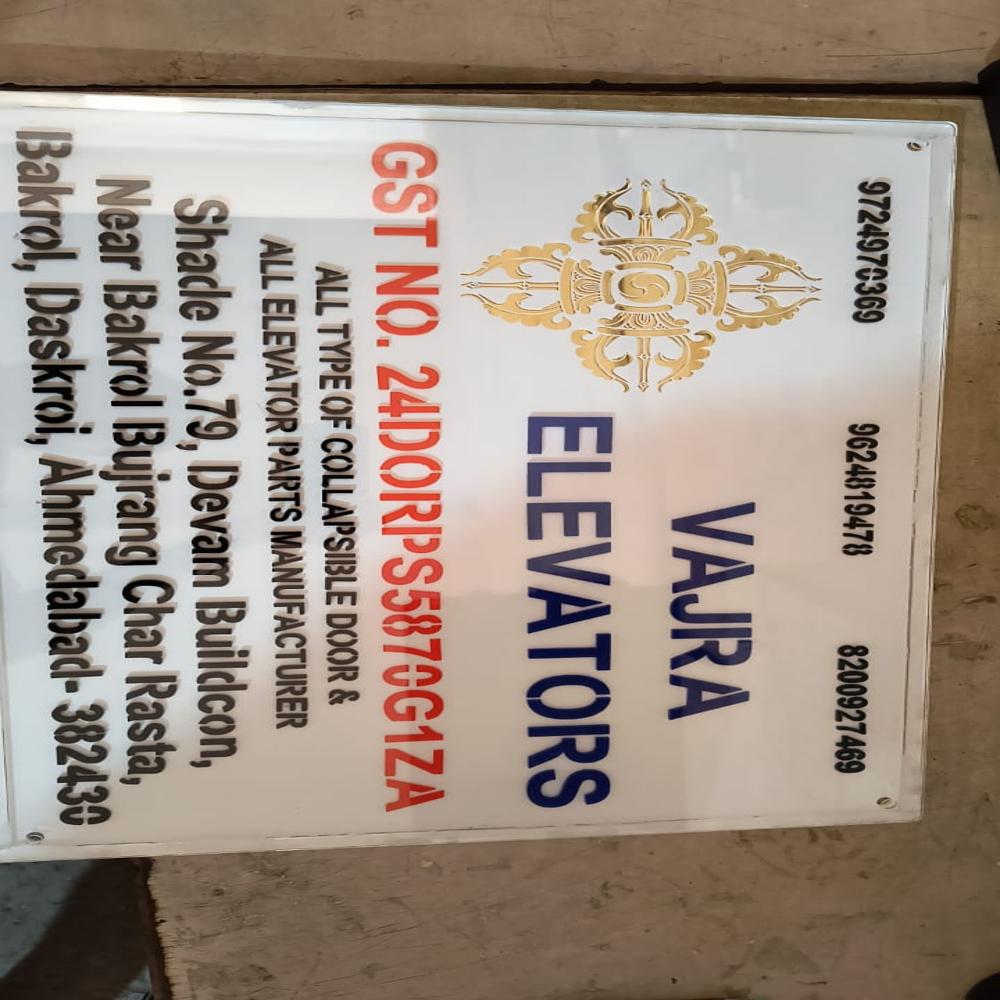 9724970369 9624819478 8200927469
VAJRA
ELEVATORS
GST NO. 24DORPS5870G1ZA
ALL TYPE OF COLLAPSIBLE DOOR &
ALL ELEVATOR PARTS MANUFACTURER
Shade No.79, Devam Buildcon,
Near Bakrol Bujrang Char Rasta,
Bakrol, Daskroi, Ahmedabad- 382430